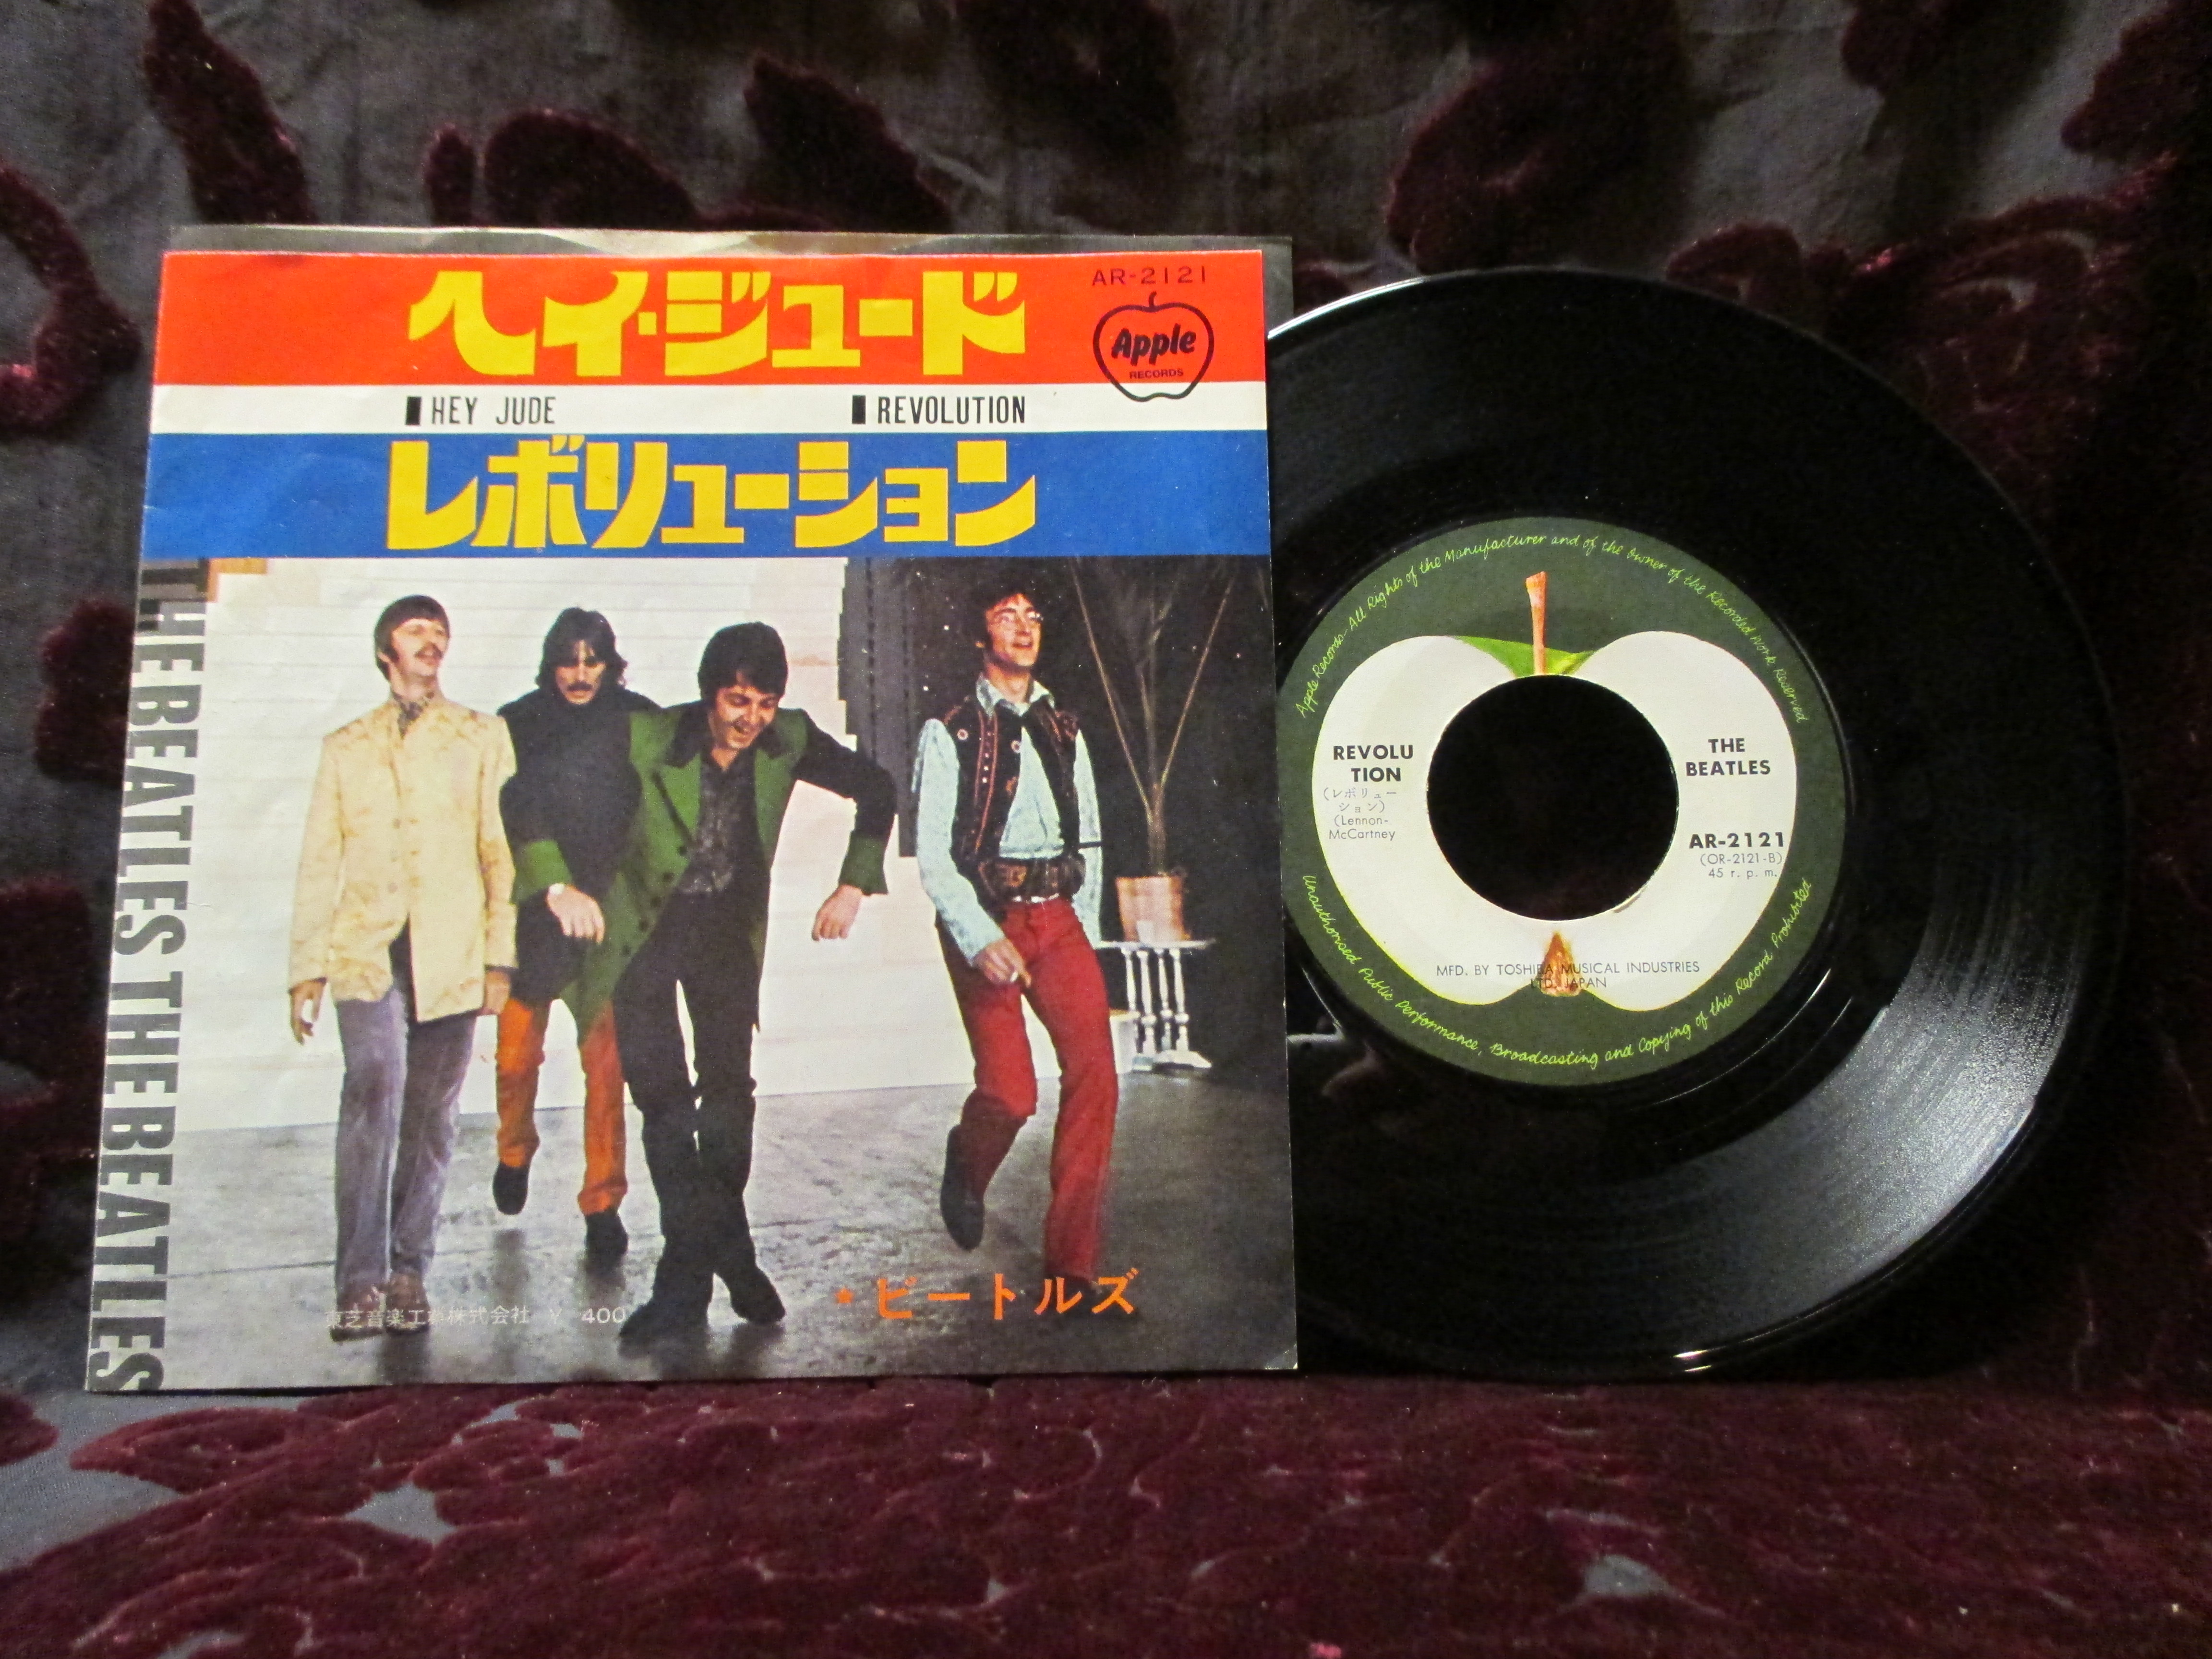 ヘイ・ジュード
AR-2121
Apple
RECORDS
HEY JUDE
REVOLUTION
レボリューション
THE BEATLES THE BEATLES
東芝音楽工業株式会社 ¥ 400
・ビートルズ
Apple Records-All Rights of the Manufacturer and of the Owner of the Recorded Work Reserved
REVOLU
TION
(レボリュー
ション)
(Lennon-
McCartney
THE
BEATLES
AR-2121
(OR-2121-B)
45 r. p. m.
MFD. BY TOSHIBA MUSICAL INDUSTRIES
LTD. JAPAN
Unauthorised Public Performance, Broadcasting and Copying of this Record Prohibited